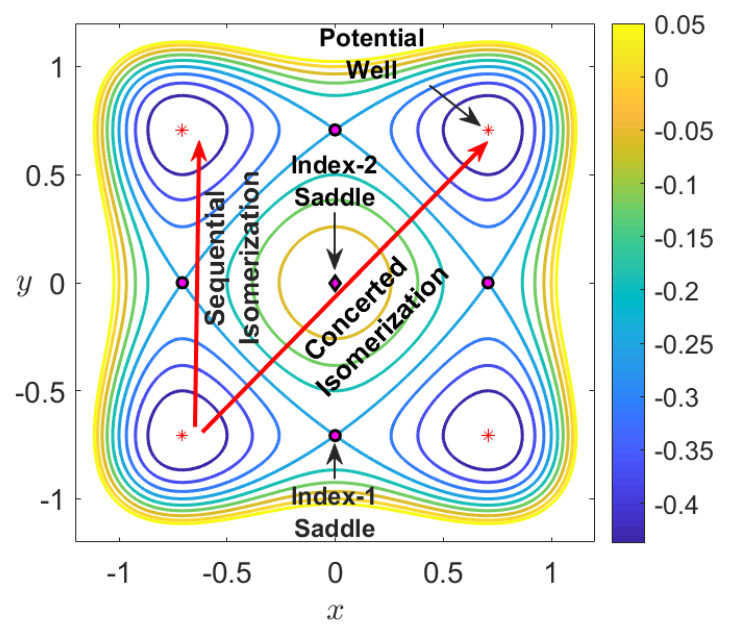 Potential
Well
Index-2
Saddle
Sequential
Isomerization
Concerted
Isomerization
Index-1
Saddle
1
0.5
0
-0.5
-1
y
-1
-0.5
0
0.5
1
x
0.05
0
-0.05
-0.1
-0.15
-0.2
-0.25
-0.3
-0.35
-0.4